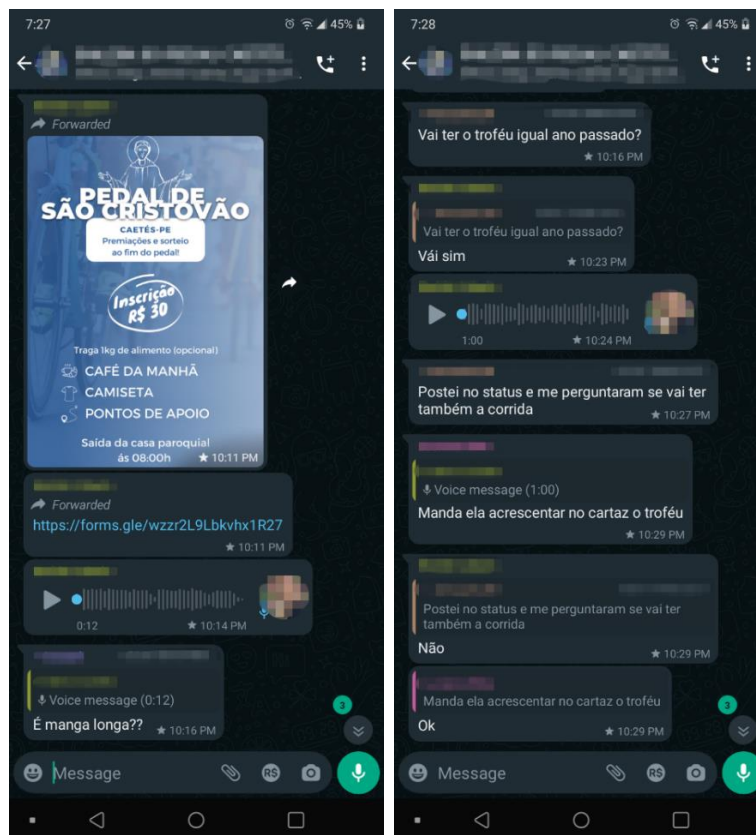 7:27
45%
Forwarded
PEDAL DE
SÃO CRISTOVÃO
CAETÉS-PE
Premiações e sorteio
ao fim do pedal!
Inscrição
R$ 30
Traga 1kg de alimento (opcional)
CAFÉ DA MANHÃ
CAMISETA
PONTOS DE APOIO
Saída da casa paroquial
ás 08:00h
10:11 PM
Forwarded
https://forms.gle/wzzr2L9Lbkvhx1R27
10:11 PM
0:12
10:14 PM
Voice message (0:12)
É manga longa??
10:16 PM
3
Message
R$
7:28
45%
Vai ter o troféu igual ano passado?
10:16 PM
Vai ter o troféu igual ano passado?
Vái sim
10:23 PM
1:00
10:24 PM
Postei no status e me perguntaram se vai ter
também a corrida
10:27 PM
Voice message (1:00)
Manda ela acrescentar no cartaz o troféu
10:29 PM
Postei no status e me perguntaram se vai ter
também a corrida
Não
10:29 PM
Manda ela acrescentar no cartaz o troféu
Ok
10:29 PM
3
Message
R$